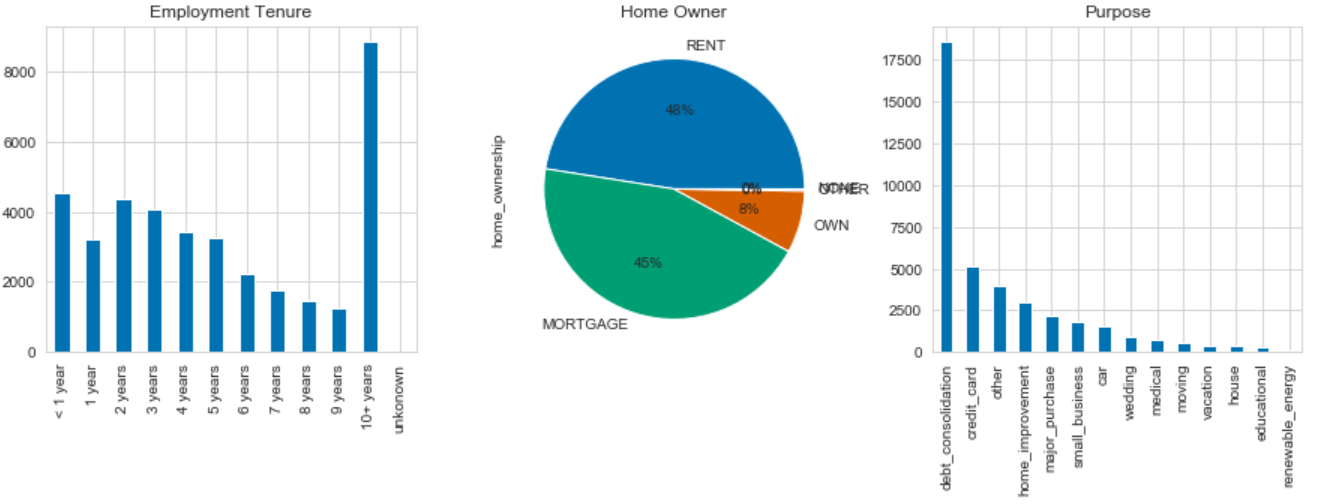 Employment Tenure
8000
6000
4000
2000
0
< 1 year
1 year
2 years
3 years
4 years
5 years
6 years
7 years
8 years
9 years
10+ years
unkonown
Home Owner
home_ownership
RENT
48%
MORTGAGE
45%
OWN
8%
NONE
OTHER
0%
0%
Purpose
17500
15000
12500
10000
7500
5000
2500
0
debt_consolidation
credit_card
other
home_improvement
major_purchase
small_business
car
wedding
medical
moving
vacation
house
educational
renewable_energy